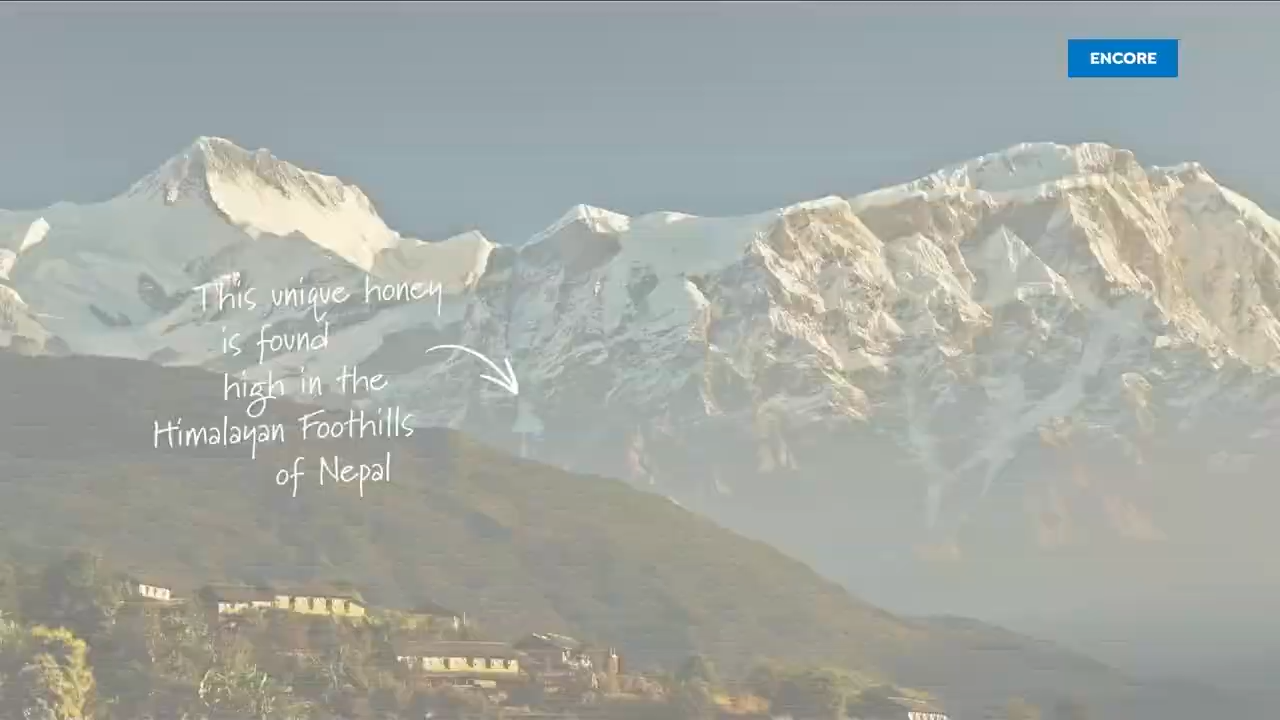 ENCORE
This unique honey
is found
high in the
Himalayan Foothills
of Nepal